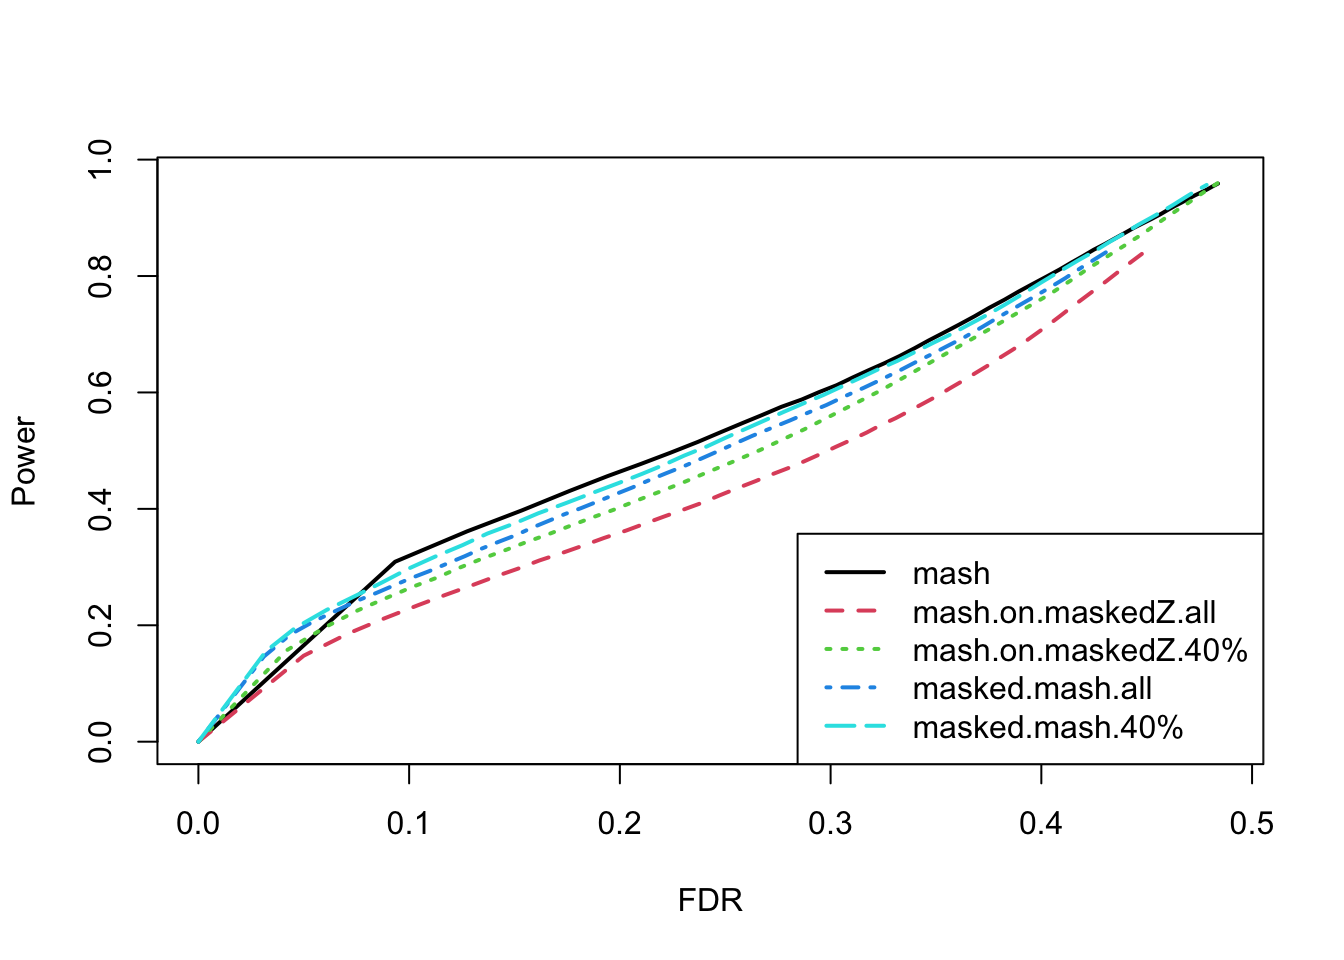 Power
1.0
0.8
0.6
0.4
0.2
0.0
mash
mash.on.maskedZ.all
mash.on.maskedZ.40%
masked.mash.all
masked.mash.40%
0.0 0.1 0.2 0.3 0.4 0.5
FDR